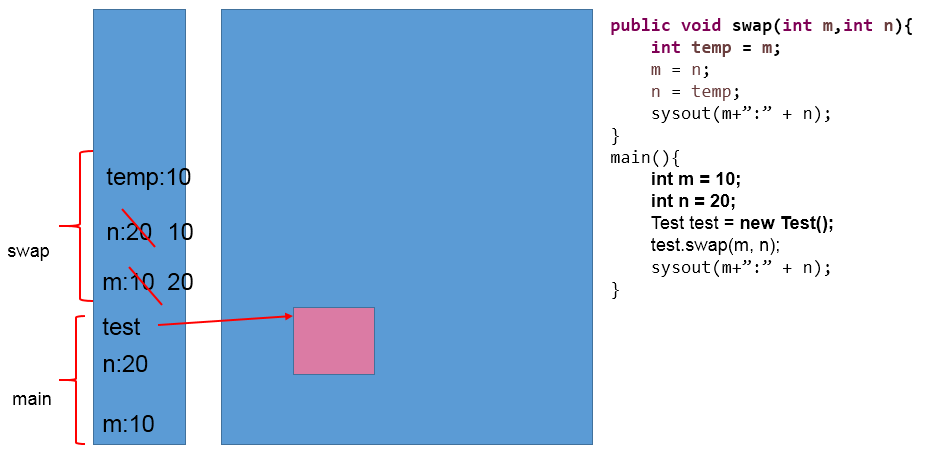 temp:10
n:20 10
swap
m:10 20
test
n:20
main
m:10
public void swap(int m,int n){
int temp = m;
m = n;
n = temp;
sysout(m+”:” + n);
}
main(){
int m = 10;
int n = 20;
Test test = new Test();
test.swap(m, n);
sysout(m+”:” + n);
}